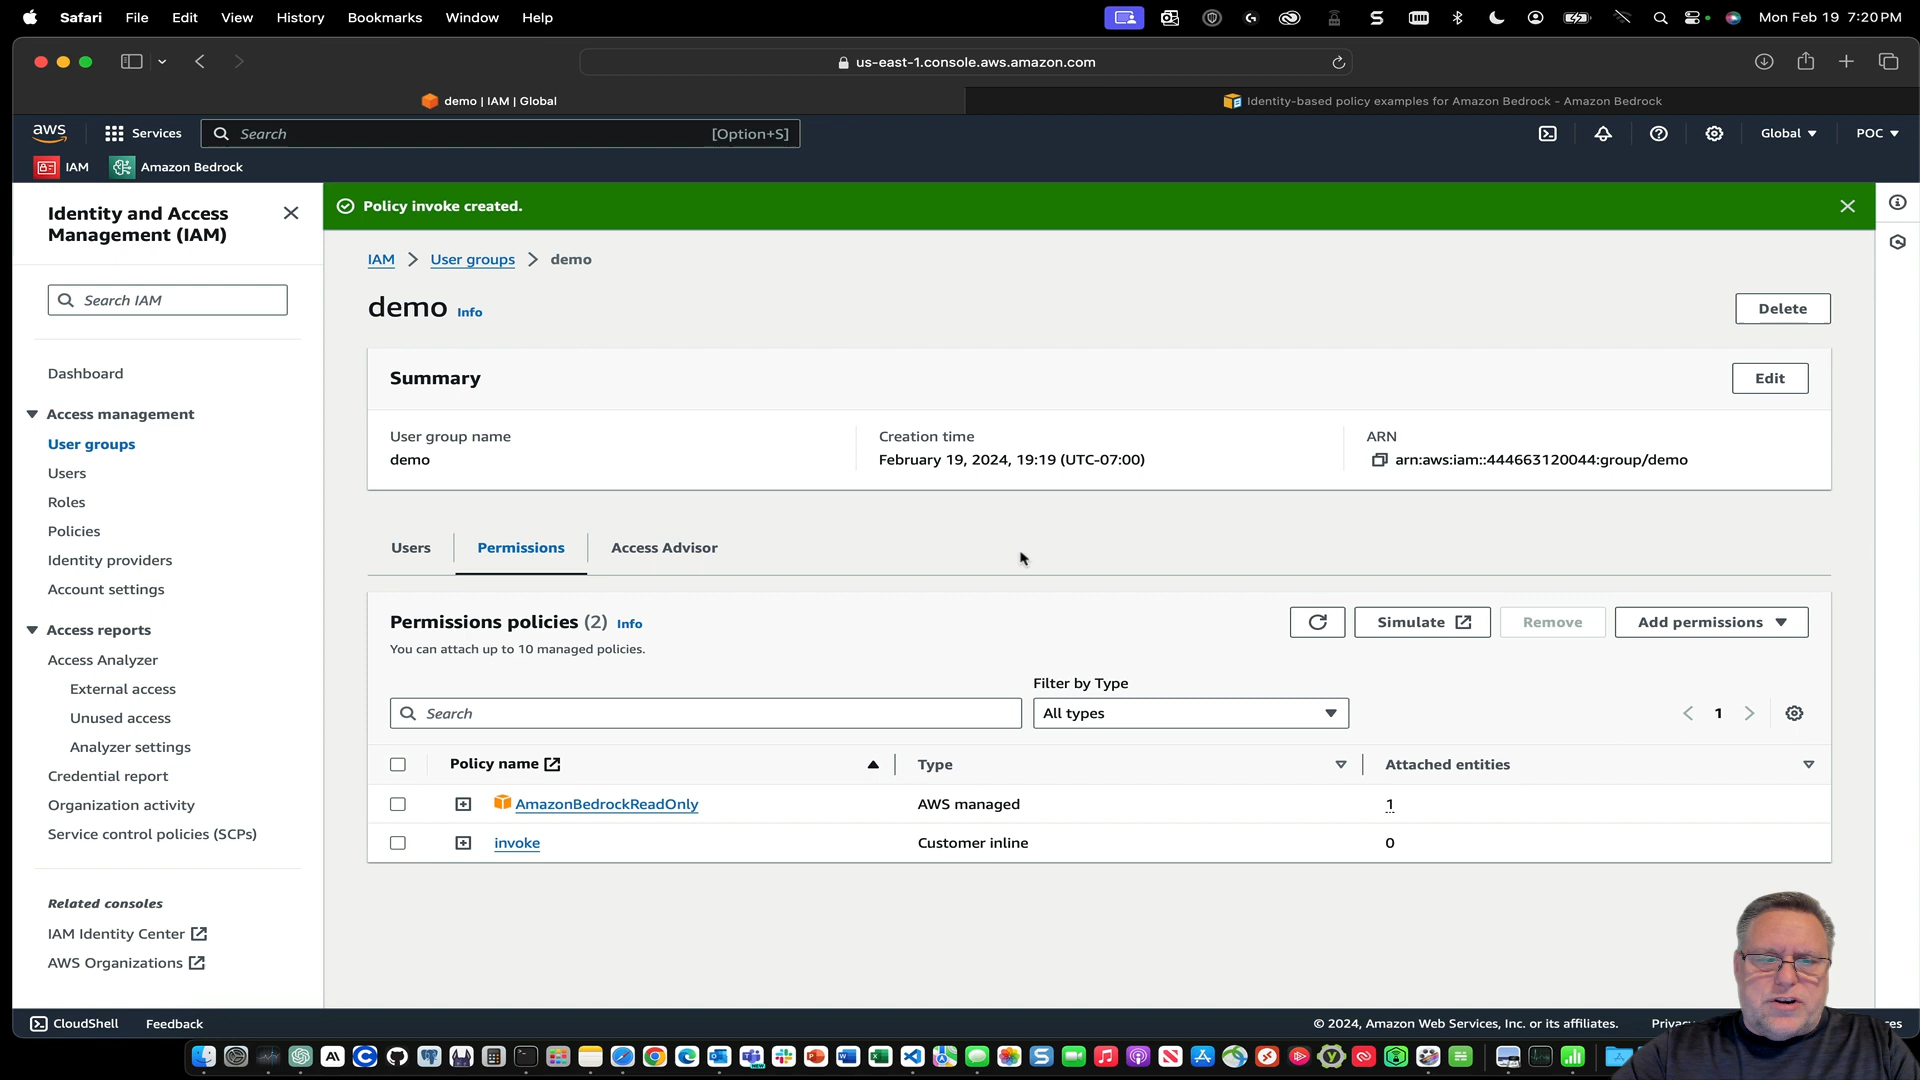 Safari File Edit View History Bookmarks Window Help Mon Feb 19 7:20 PM
us-east-1.console.aws.amazon.com
demo | IAM | Global
Identity-based policy examples for Amazon Bedrock - Amazon Bedrock
aws Services Search [Option+S] Global POC
IAM Amazon Bedrock
Identity and Access
Management (IAM)
Search IAM
Dashboard
Access management
User groups
Users
Roles
Policies
Identity providers
Account settings
Access reports
Access Analyzer
External access
Unused access
Analyzer settings
Credential report
Organization activity
Service control policies (SCPs)
Related consoles
IAM Identity Center
AWS Organizations
Policy invoke created.
IAM > User groups > demo
demo Info
Delete
Summary
Edit
User group name
demo
Creation time
February 19, 2024, 19:19 (UTC-07:00)
ARN
arn:aws:iam::444663120044:group/demo
Users Permissions Access Advisor
Permissions policies (2) Info
You can attach up to 10 managed policies.
Simulate Remove Add permissions
Filter by Type
Search
All types
1
Policy name Type Attached entities
AmazonBedrockReadOnly AWS managed 1
invoke Customer inline 0
CloudShell Feedback
© 2024, Amazon Web Services, Inc. or its affiliates.